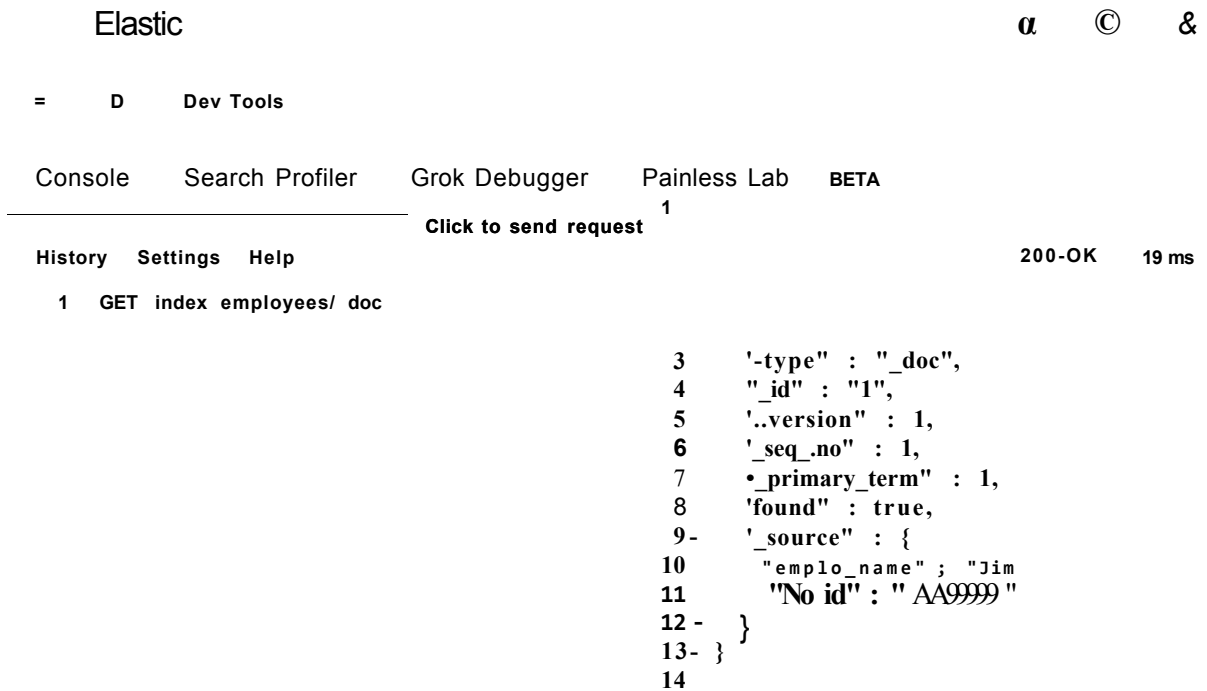 Elastic α © &
= D Dev Tools
Console Search Profiler Grok Debugger Painless Lab BETA
1
Click to send request
History Settings Help 200-OK 19 ms
1 GET index employees/ doc
3 '-type" : "_doc",
4 "_id" : "1",
5 '..version" : 1,
6 '_seq_.no" : 1,
7 •_primary_term" : 1,
8 'found" : true,
9- '_source" : {
10 "emplo_name" ; "Jim
11 "No id" : " AA99999 "
12 - }
13- }
14